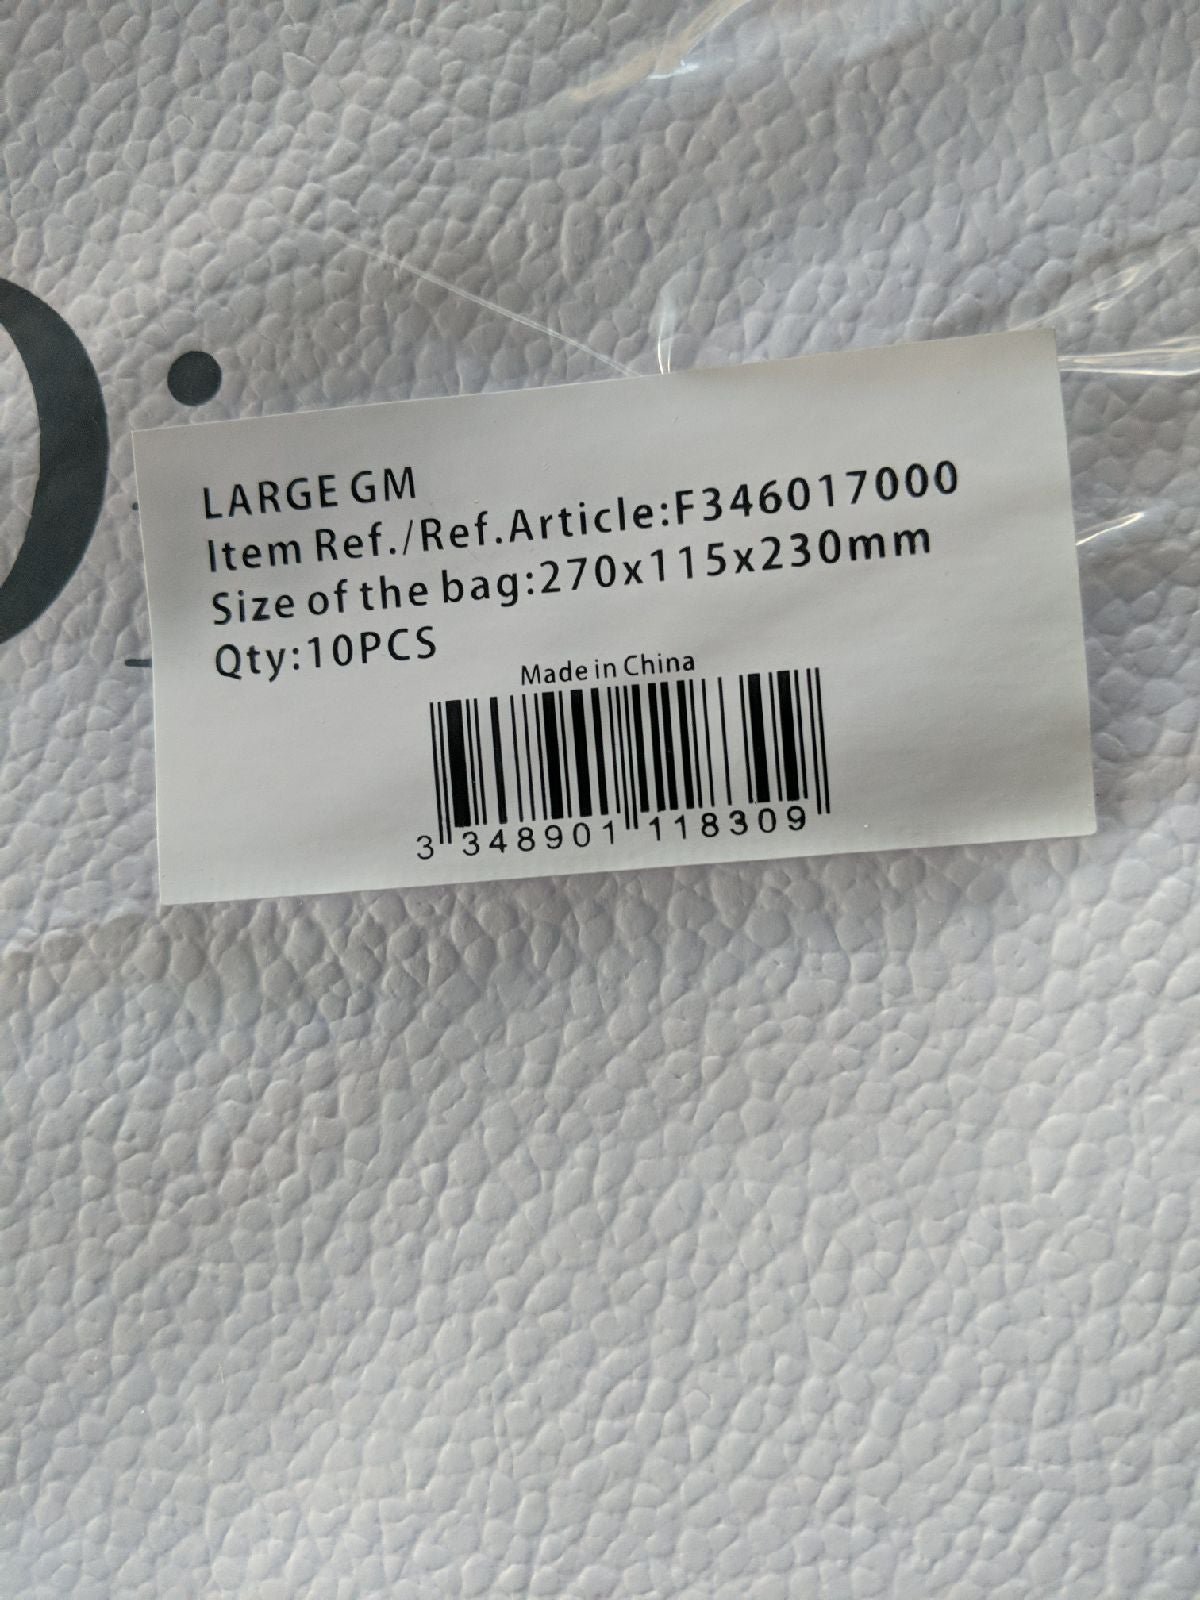 LARGE GM
Item Ref./Ref.Article:F346017000
Size of the bag:270x115x230mm
Qty:10PCS
Made in China
3 348901 118309